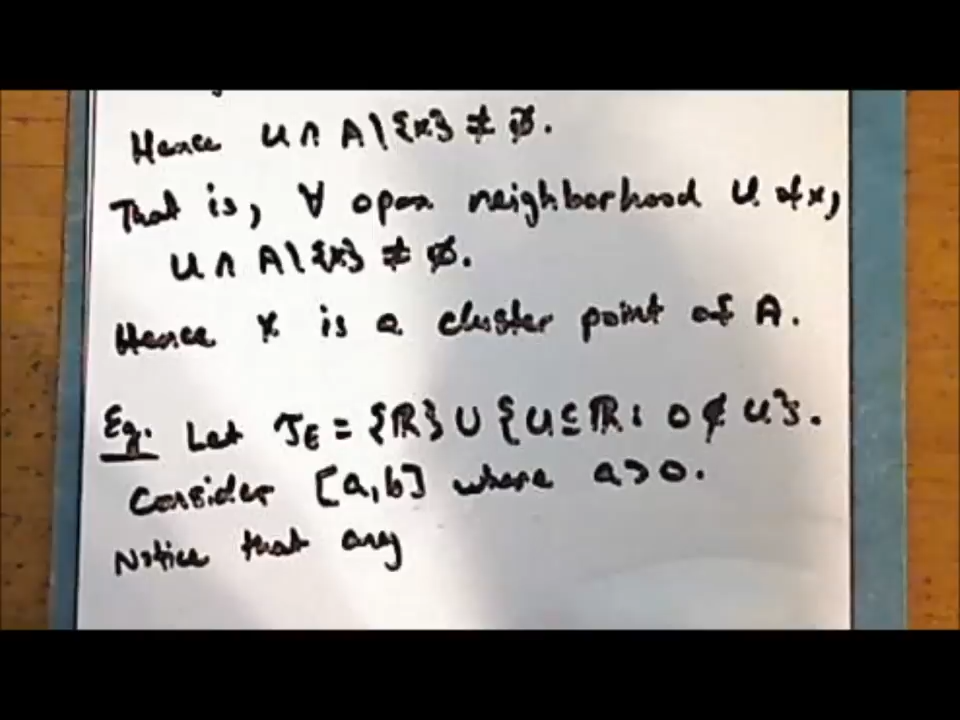 Hence U ∩ A \ {x} ≠ ∅.
That is, ∀ open neighborhood U of x,
U ∩ A \ {x} ≠ ∅.
Hence x is a cluster point of A.
Eg. Let 𝒯_E = {ℝ} ∪ {U ⊆ ℝ : 0 ∉ U}.
Consider [a, b] where a > 0.
Notice that any